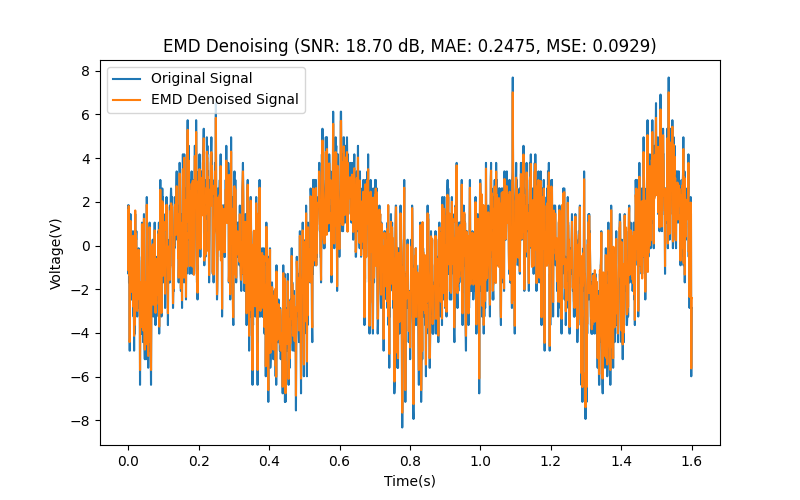 EMD Denoising (SNR: 18.70 dB, MAE: 0.2475, MSE: 0.0929)
Original Signal
EMD Denoised Signal
Voltage(V)
8
6
4
2
0
−2
−4
−6
−8
0.0 0.2 0.4 0.6 0.8 1.0 1.2 1.4 1.6
Time(s)